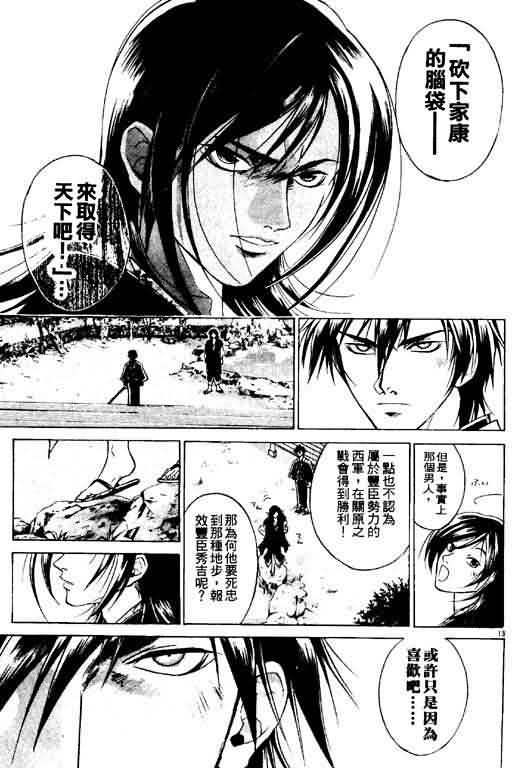 「砍下家康
的腦袋——
來取得
天下吧！』…
但是，事實上
那個男人，
一點也不認為
屬於豐臣勢力的
西軍，在關原之
戰會得到勝利！
那為何他要死忠
到那種地步，報
效豐臣秀吉呢？
13
或許只是因為
喜歡吧……